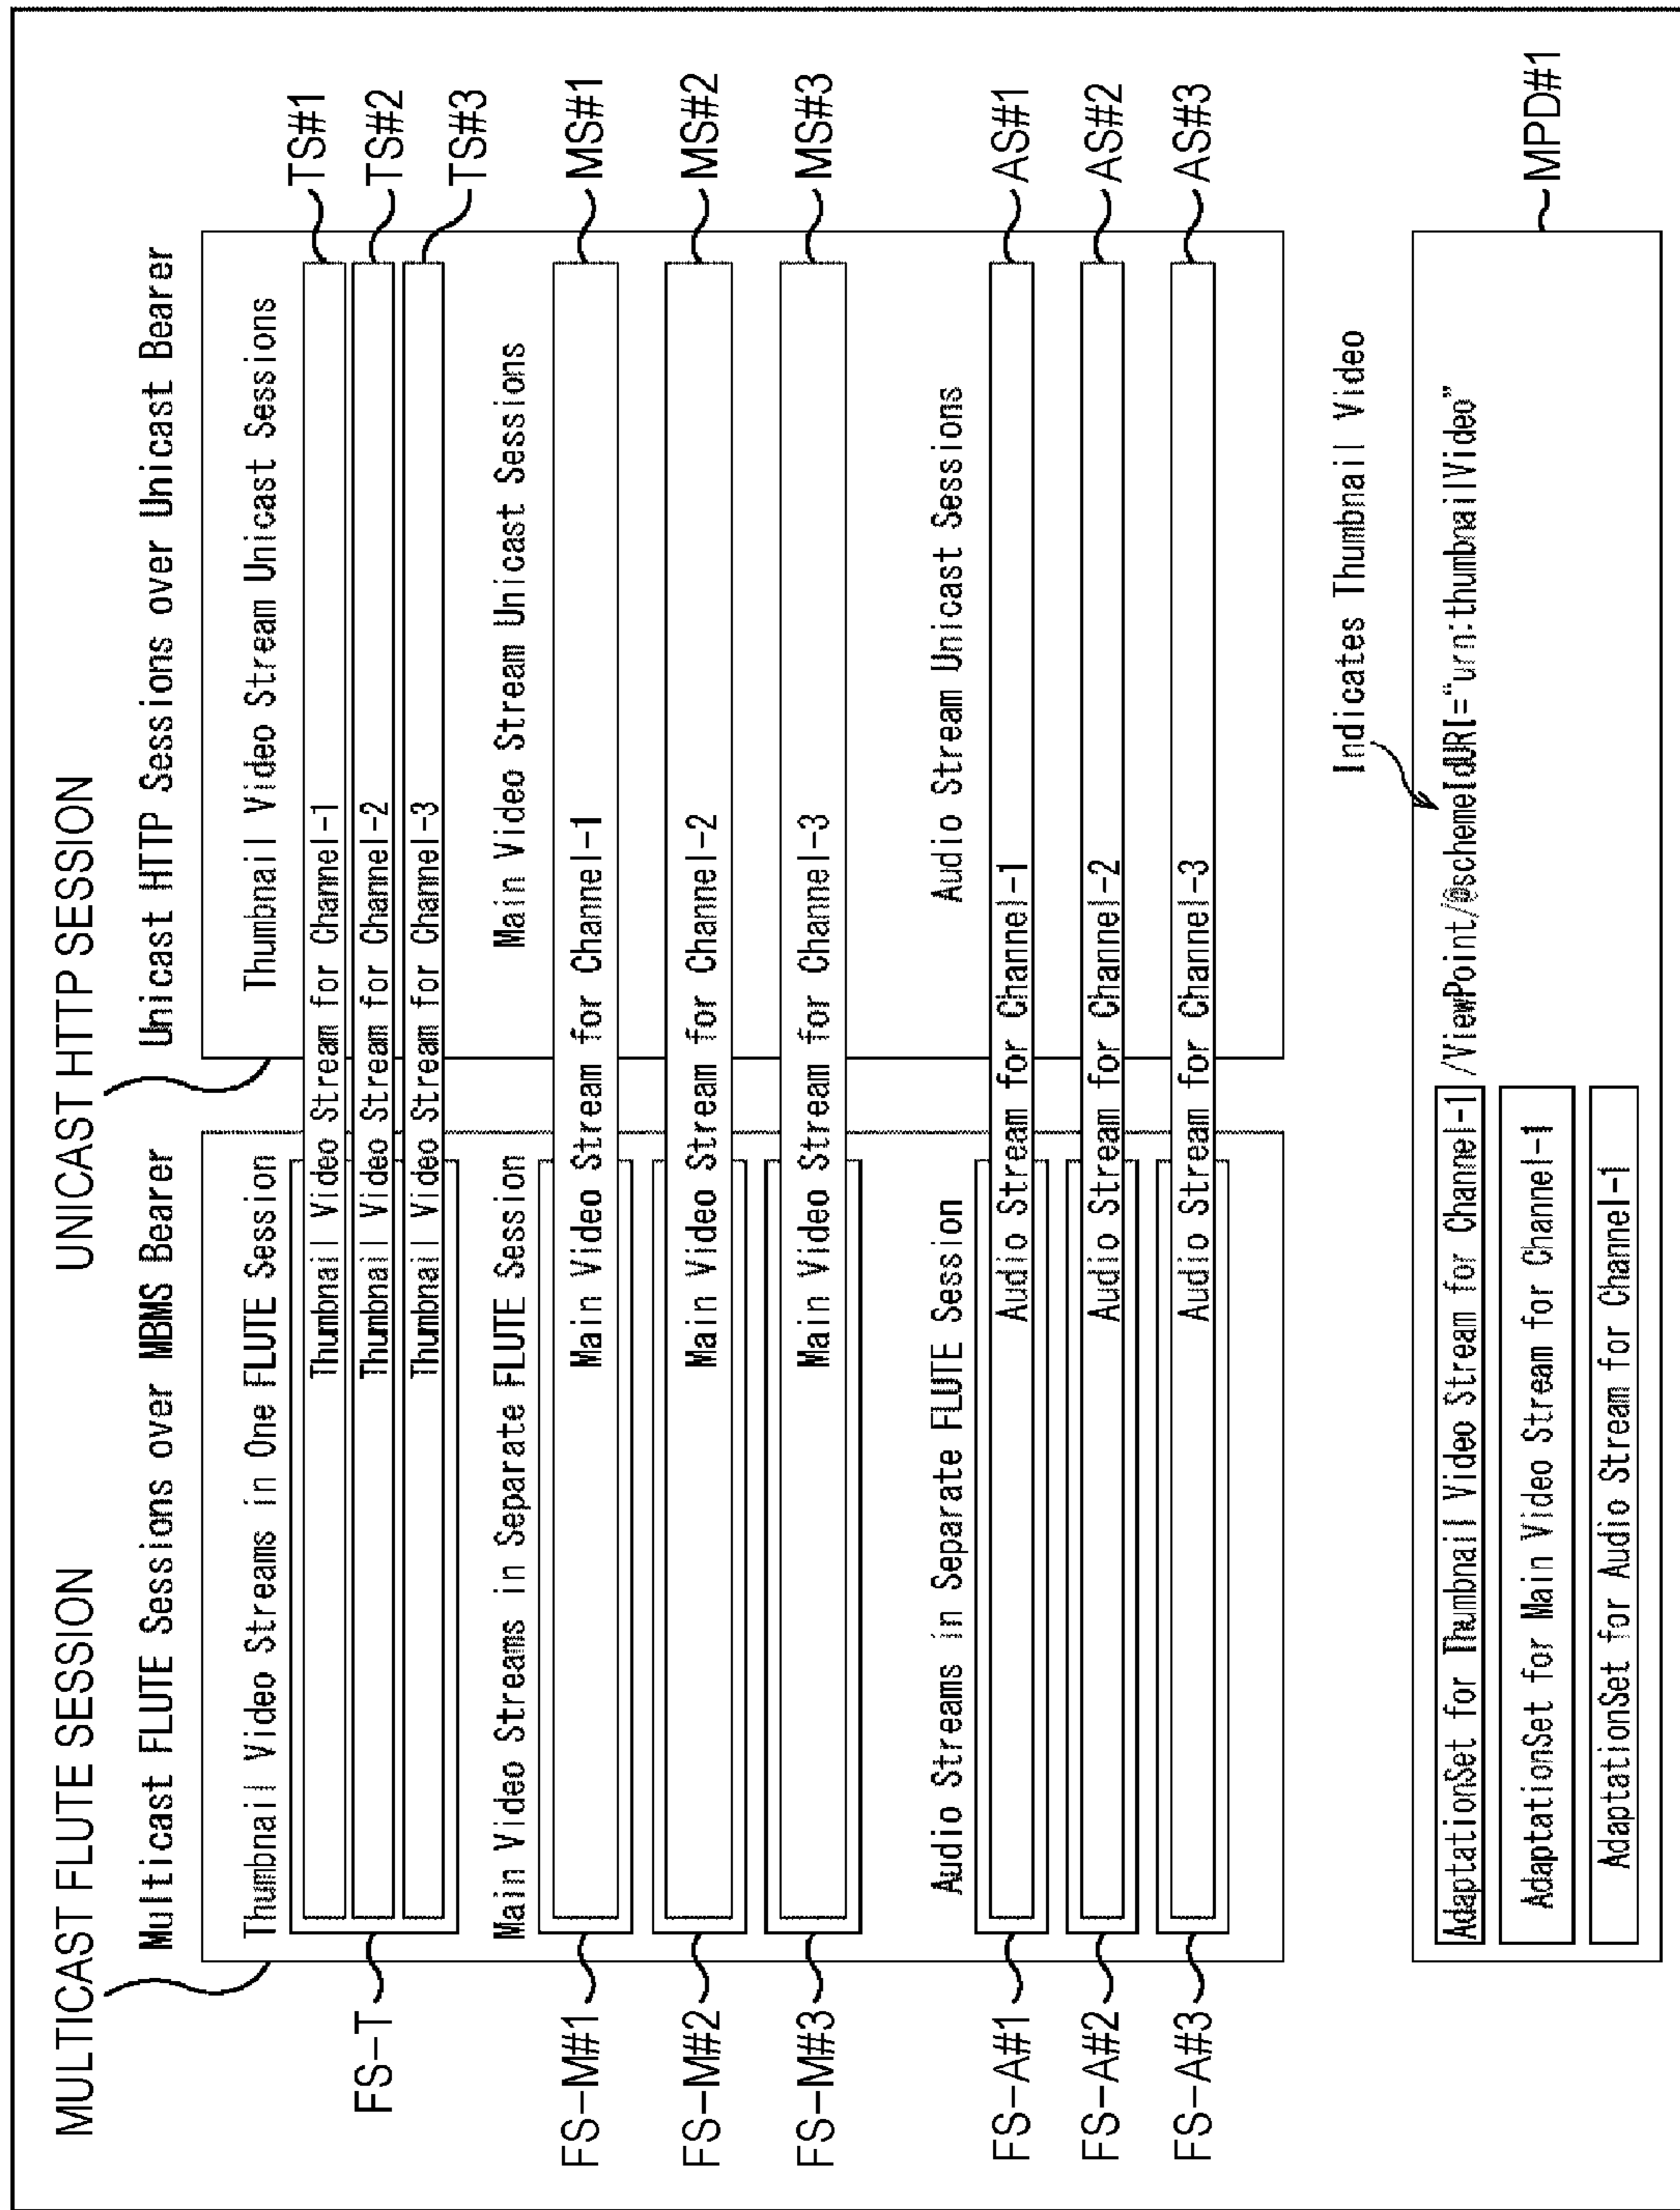 MULTICAST FLUTE SESSION
UNICAST HTTP SESSION
Multicast FLUTE Sessions over MBMS Bearer
Unicast HTTP Sessions over Unicast Bearer
Thumbnail Video Streams in One FLUTE Session
Thumbnail Video Stream Unicast Sessions
FS-T
Thumbnail Video Stream for Channel-1
TS#1
Thumbnail Video Stream for Channel-2
TS#2
Thumbnail Video Stream for Channel-3
TS#3
Main Video Streams in Separate FLUTE Session
Main Video Stream Unicast Sessions
FS-M#1
Main Video Stream for Channel-1
MS#1
FS-M#2
Main Video Stream for Channel-2
MS#2
FS-M#3
Main Video Stream for Channel-3
MS#3
Audio Streams in Separate FLUTE Session
Audio Stream Unicast Sessions
FS-A#1
Audio Stream for Channel-1
AS#1
FS-A#2
Audio Stream for Channel-2
AS#2
FS-A#3
Audio Stream for Channel-3
AS#3
Indicates Thumbnail Video
AdaptationSet for Thumbnail Video Stream for Channel-1
/ViewPoint/@schemeIdURI="urn:thumbnailVideo"
AdaptationSet for Main Video Stream for Channel-1
AdaptationSet for Audio Stream for Channel-1
MPD#1